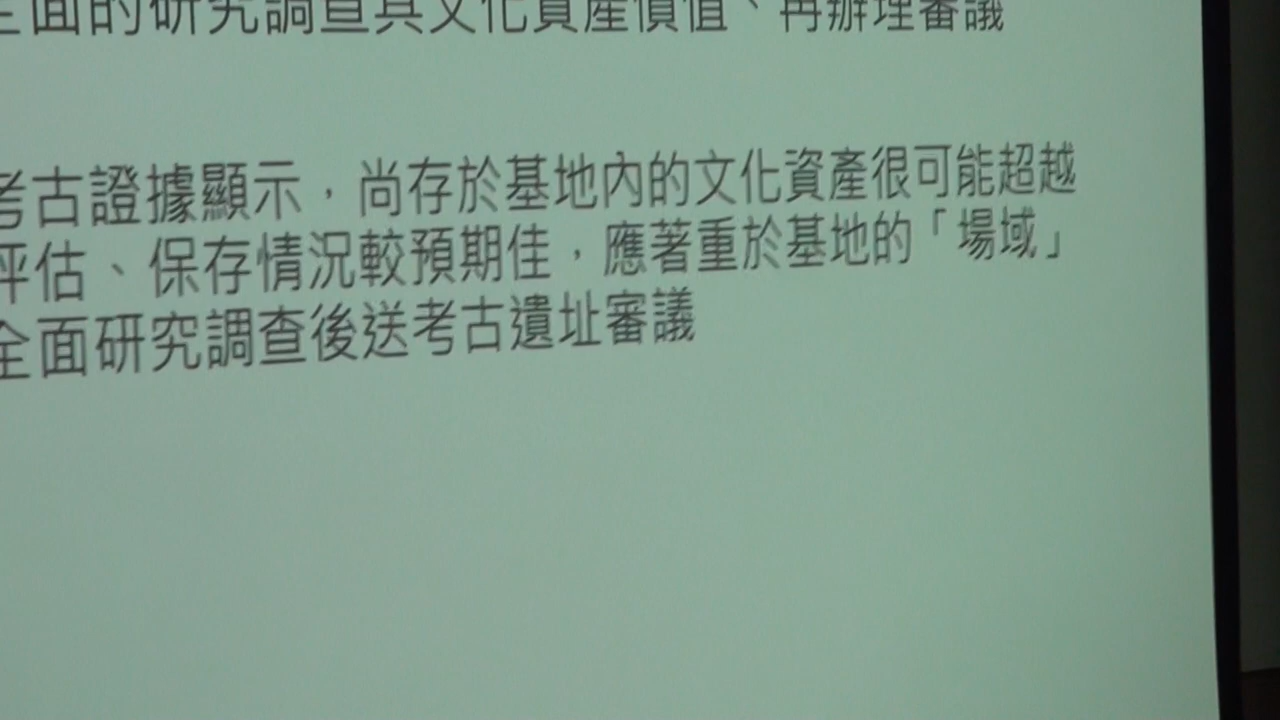 全面的研究調查其文化資產價值、再辦理審議
考古證據顯示，尚存於基地內的文化資產很可能超越
評估、保存情況較預期佳，應著重於基地的「場域」
全面研究調查後送考古遺址審議